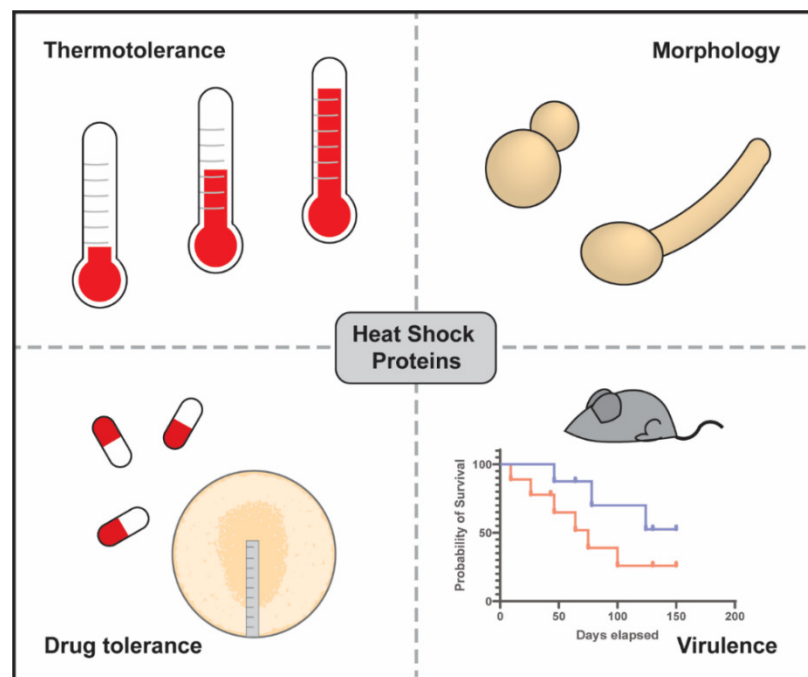 Thermotolerance
Morphology
Heat Shock
Proteins
Drug tolerance
100
50
0
Probability of Survival
0 50 100 150 200
Days elapsed
Virulence